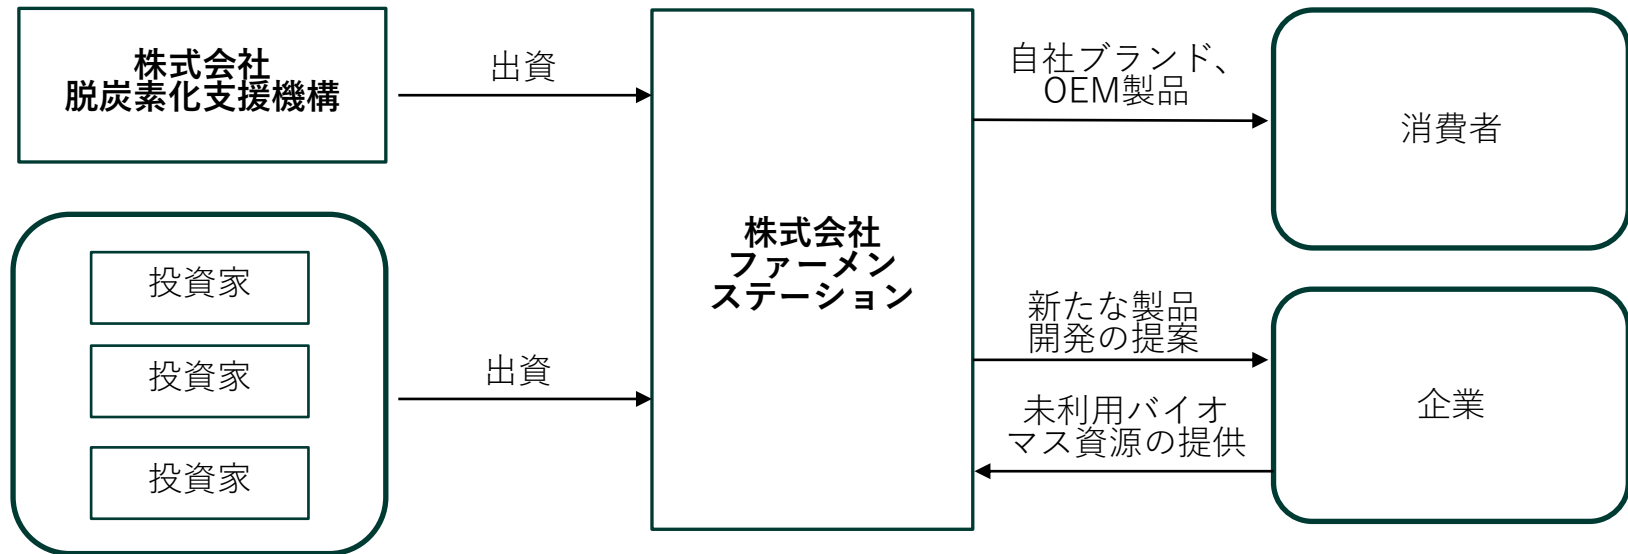 株式会社
脱炭素化支援機構
出資
投資家
投資家
投資家
出資
株式会社
ファーメン
ステーション
自社ブランド、
OEM製品
消費者
新たな製品
開発の提案
未利用バイオ
マス資源の提供
企業